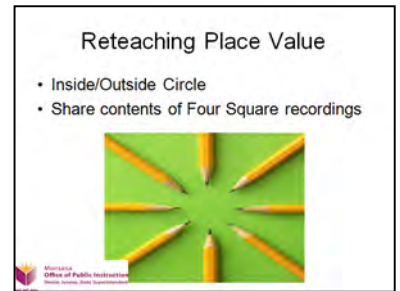 Reteaching Place Value
• Inside/Outside Circle
• Share contents of Four Square recordings
Montana
Office of Public Instruction